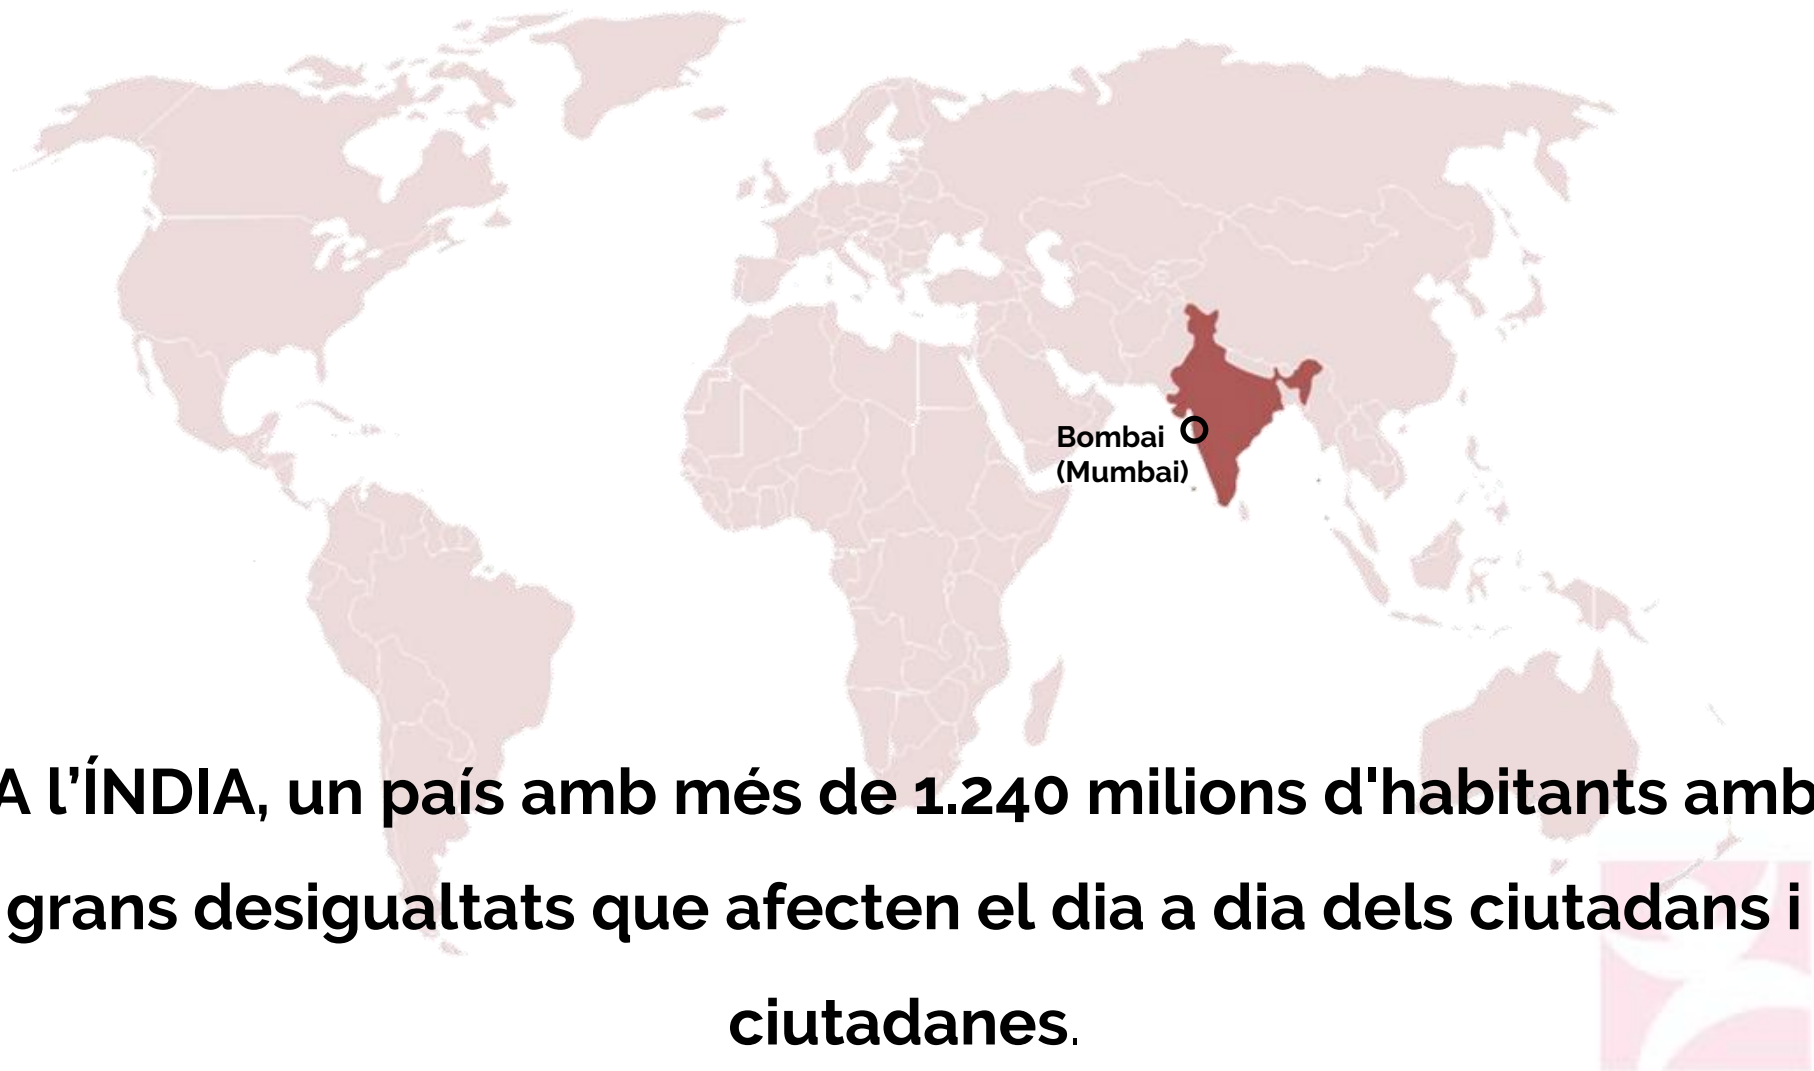 Bombai
(Mumbai)
A l’ÍNDIA, un país amb més de 1.240 milions d'habitants amb
grans desigualtats que afecten el dia a dia dels ciutadans i
ciutadanes.